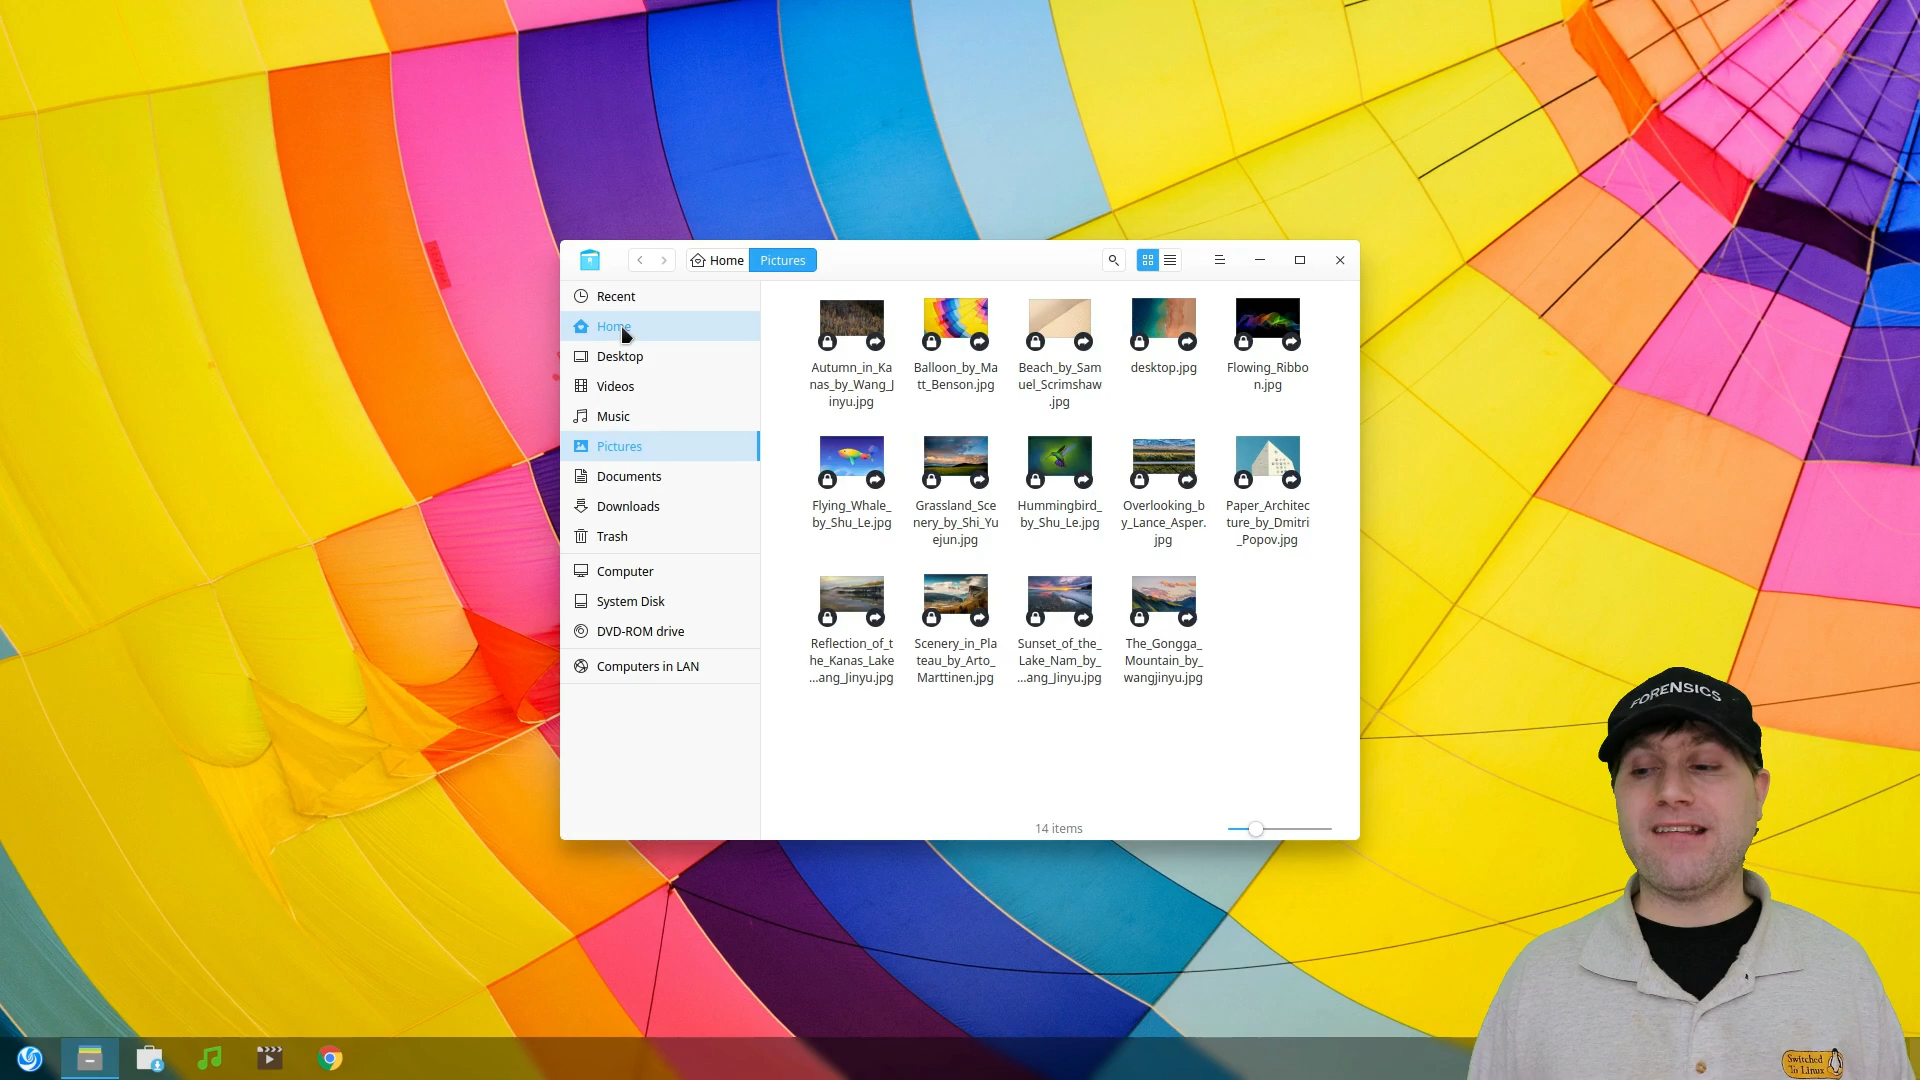 Home
Pictures
Recent
Home
Desktop
Videos
Music
Pictures
Documents
Downloads
Trash
Computer
System Disk
DVD-ROM drive
Computers in LAN
Autumn_in_Ka
nas_by_Wang_J
inyu.jpg
Balloon_by_Ma
tt_Benson.jpg
Beach_by_Sam
uel_Scrimshaw
.jpg
desktop.jpg
Flowing_Ribbo
n.jpg
Flying_Whale_
by_Shu_Le.jpg
Grassland_Sce
nery_by_Shi_Yu
ejun.jpg
Hummingbird_
by_Shu_Le.jpg
Overlooking_b
y_Lance_Asper.
jpg
Paper_Architec
ture_by_Dmitri
_Popov.jpg
Reflection_of_t
he_Kanas_Lake
...ang_Jinyu.jpg
Scenery_in_Pla
teau_by_Arto_
Marttinen.jpg
Sunset_of_the_
Lake_Nam_by_
...ang_Jinyu.jpg
The_Gongga_
Mountain_by_
wangjinyu.jpg
14 items
FORENSICS
Switched
To Linux